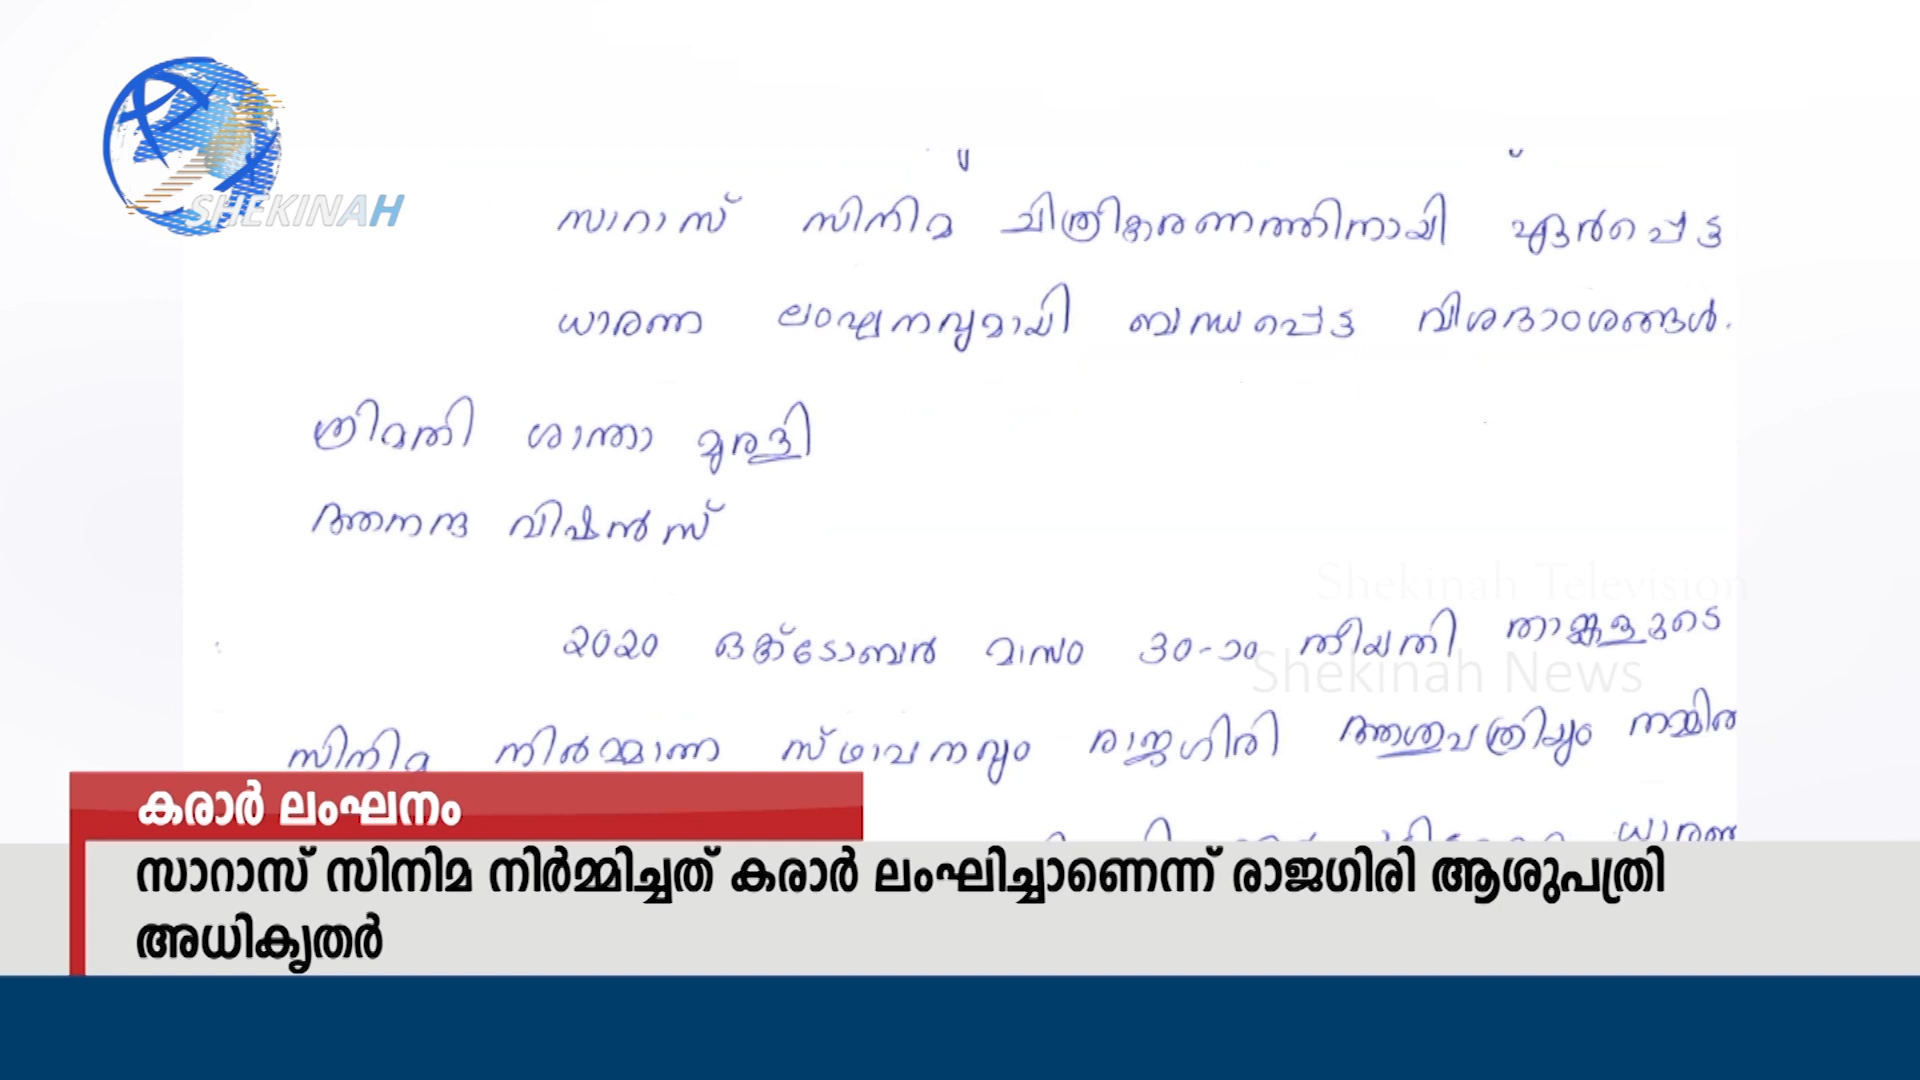 SHEKINAH
സാറാസ് സിനിമ ചിത്രീകരണത്തിനായി ഏർപ്പെട്ട
ധാരണ ലംഘനവുമായി ബന്ധപ്പെട്ട വിശദാംശങ്ങൾ.
ശ്രീമതി ശാന്താ മുരളി
അനന്ദ വിഷൻസ്
Shekinah Television
2020 ഒക്ടോബർ മാസം 30-ാം തീയതി താങ്കളുടെ
Shekinah News
സിനിമ നിർമ്മാണ സ്ഥാപനവും രാജഗിരി ആശുപത്രിയും തമ്മിൽ
ധാരണ
കരാർ ലംഘനം
സാറാസ് സിനിമ നിർമ്മിച്ചത് കരാർ ലംഘിച്ചാണെന്ന് രാജഗിരി ആശുപത്രി
അധികൃതർ